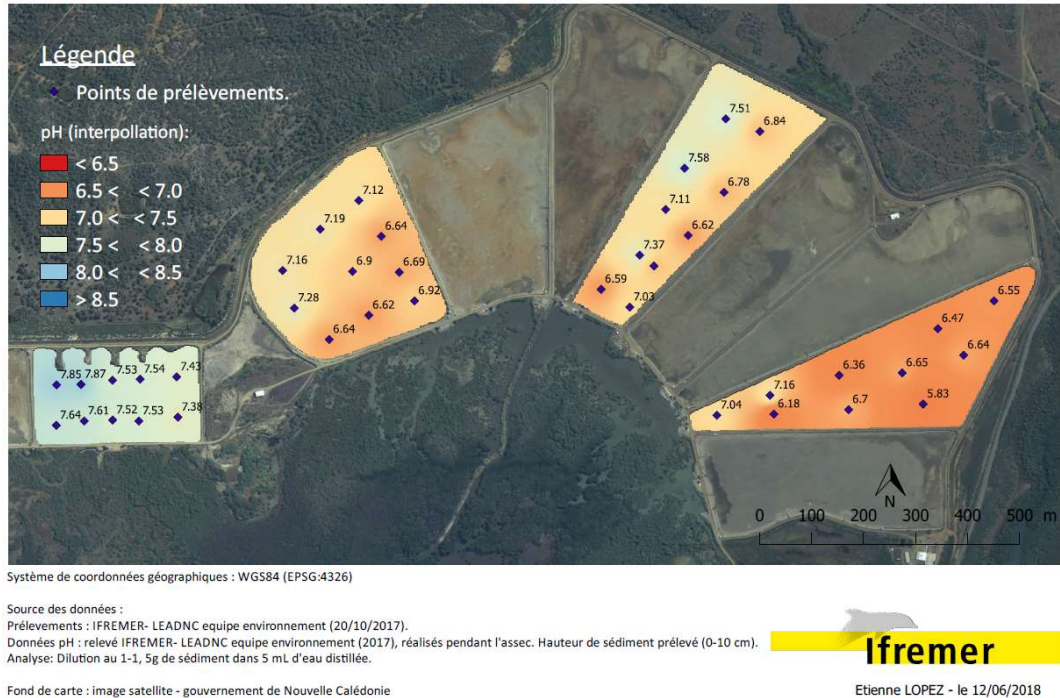 Légende
Points de prélèvements.
pH (interpollation):
< 6.5
6.5 < < 7.0
7.0 < < 7.5
7.5 < < 8.0
8.0 < < 8.5
> 8.5
7.51
6.84
7.58
6.78
7.11
6.62
7.37
6.59
7.03
7.12
7.19
6.64
7.16
6.9
6.69
7.28
6.62
6.92
6.64
6.55
6.47
6.64
6.36
6.65
7.16
5.83
7.04
6.18
6.7
7.85
7.87
7.53
7.54
7.43
7.64
7.61
7.52
7.53
7.38
N
0 100 200 300 400 500 m
Système de coordonnées géographiques : WGS84 (EPSG:4326)
Source des données :
Prélevements : IFREMER- LEADNC equipe environnement (20/10/2017).
Données pH : relevé IFREMER- LEADNC equipe environnement (2017), réalisés pendant l'assec. Hauteur de sédiment prélevé (0-10 cm).
Analyse: Dilution au 1-1, 5g de sédiment dans 5 mL d'eau distillée.
Fond de carte : image satellite - gouvernement de Nouvelle Calédonie
Ifremer
Etienne LOPEZ - le 12/06/2018